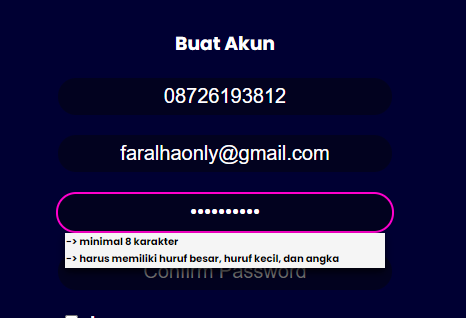 Buat Akun
08726193812
faralhaonly@gmail.com
••••••••••
-> minimal 8 karakter
-> harus memiliki huruf besar, huruf kecil, dan angka
Confirm Password